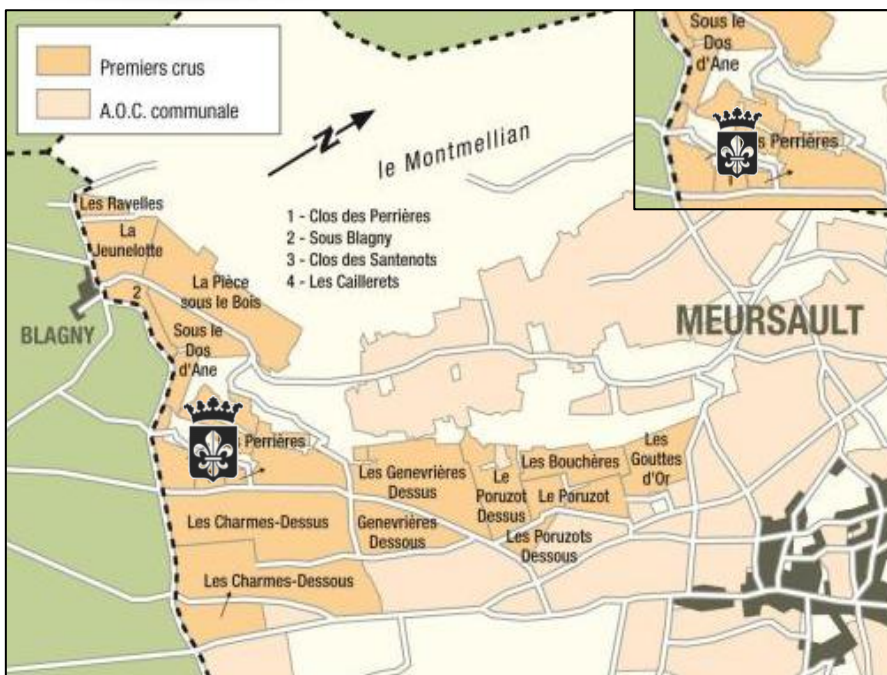 Premiers crus
A.O.C. communale
N
le Montmellian
1 - Clos des Perrières
2 - Sous Blagny
3 - Clos des Santenots
4 - Les Caillerets
Les Ravelles
La
Jeunelotte
La Pièce
sous le Bois
2
BLAGNY
Sous le
Dos
d'Ane
Perrières
MEURSAULT
Les Genevrières
Dessus
Le
Poruzot
Dessus
Les Bouchères
Le Poruzot
Les
Gouttes
d'Or
Les Charmes-Dessus
Genevrières
Dessous
Les Poruzots
Dessous
Les Charmes-Dessous
Sous le
Dos
d'Ane
s Perrières
1